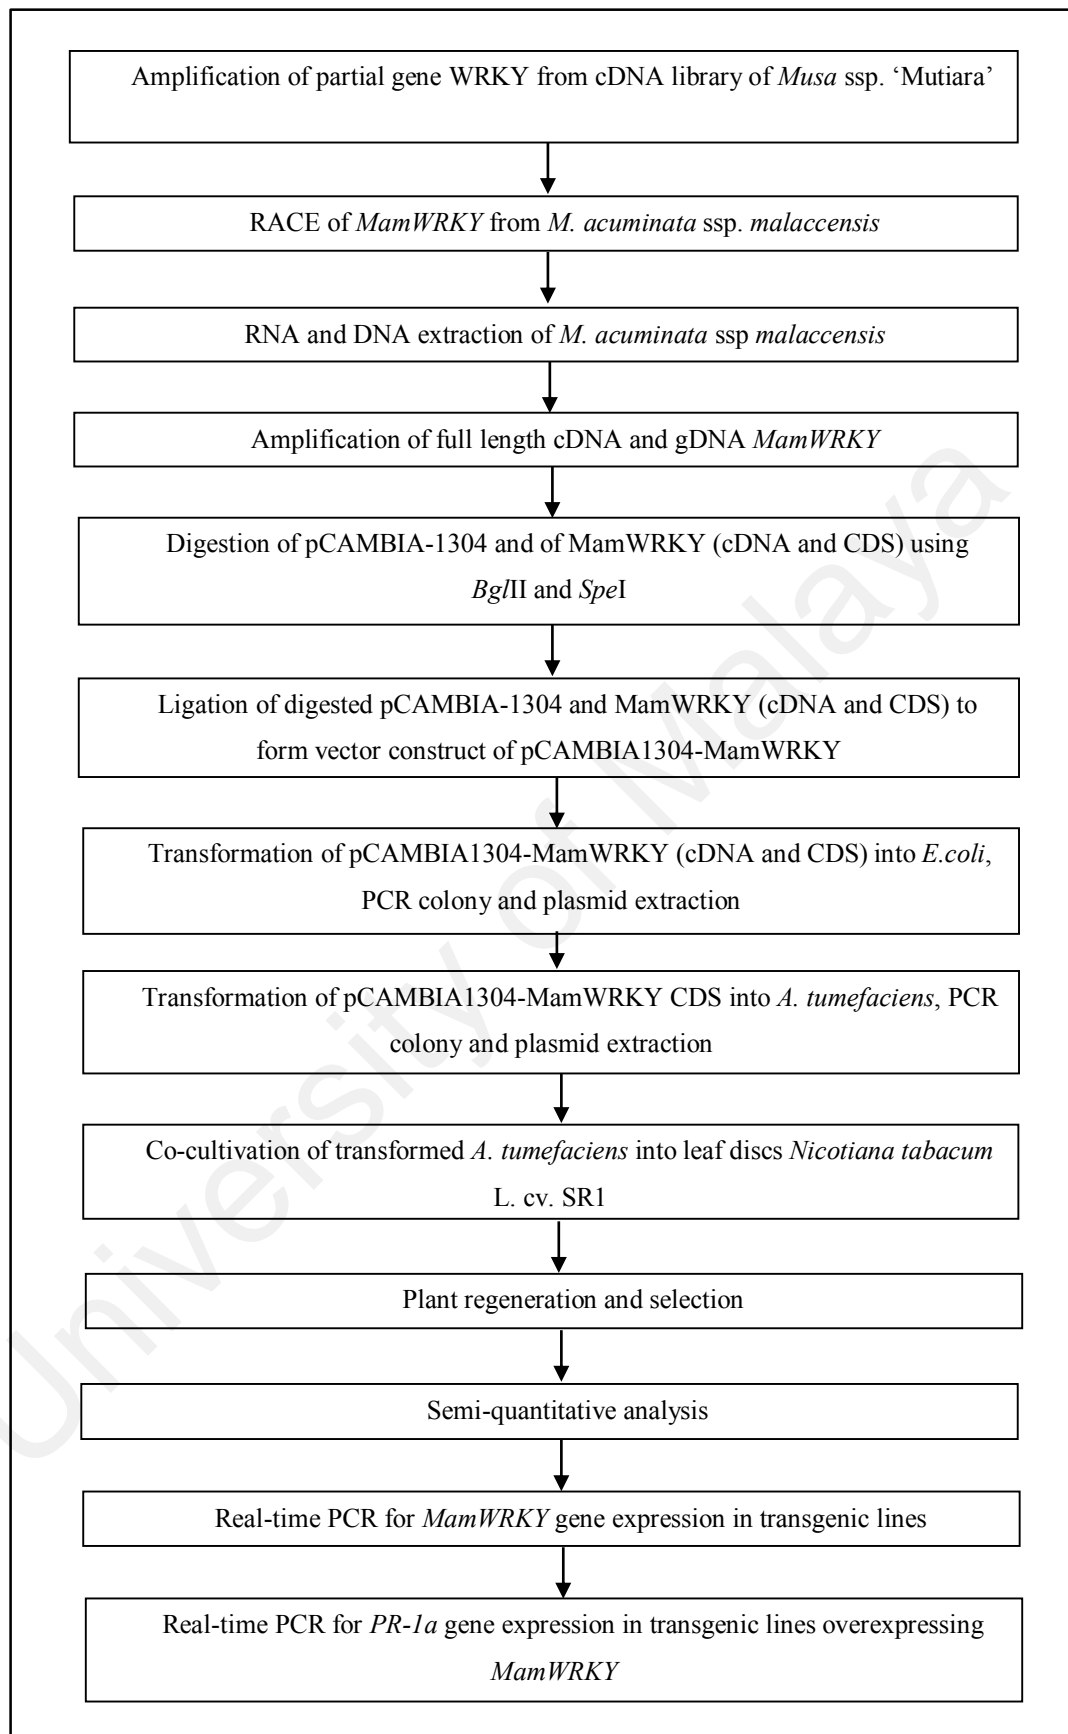 Amplification of partial gene WRKY from cDNA library of Musa ssp. ‘Mutiara’
RACE of MamWRKY from M. acuminata ssp. malaccensis
RNA and DNA extraction of M. acuminata ssp malaccensis
Amplification of full length cDNA and gDNA MamWRKY
Digestion of pCAMBIA-1304 and of MamWRKY (cDNA and CDS) using
BglII and SpeI
Ligation of digested pCAMBIA-1304 and MamWRKY (cDNA and CDS) to
form vector construct of pCAMBIA1304-MamWRKY
Transformation of pCAMBIA1304-MamWRKY (cDNA and CDS) into E.coli,
PCR colony and plasmid extraction
Transformation of pCAMBIA1304-MamWRKY CDS into A. tumefaciens, PCR
colony and plasmid extraction
Co-cultivation of transformed A. tumefaciens into leaf discs Nicotiana tabacum
L. cv. SR1
Plant regeneration and selection
Semi-quantitative analysis
Real-time PCR for MamWRKY gene expression in transgenic lines
Real-time PCR for PR-1a gene expression in transgenic lines overexpressing
MamWRKY
University of Malaya